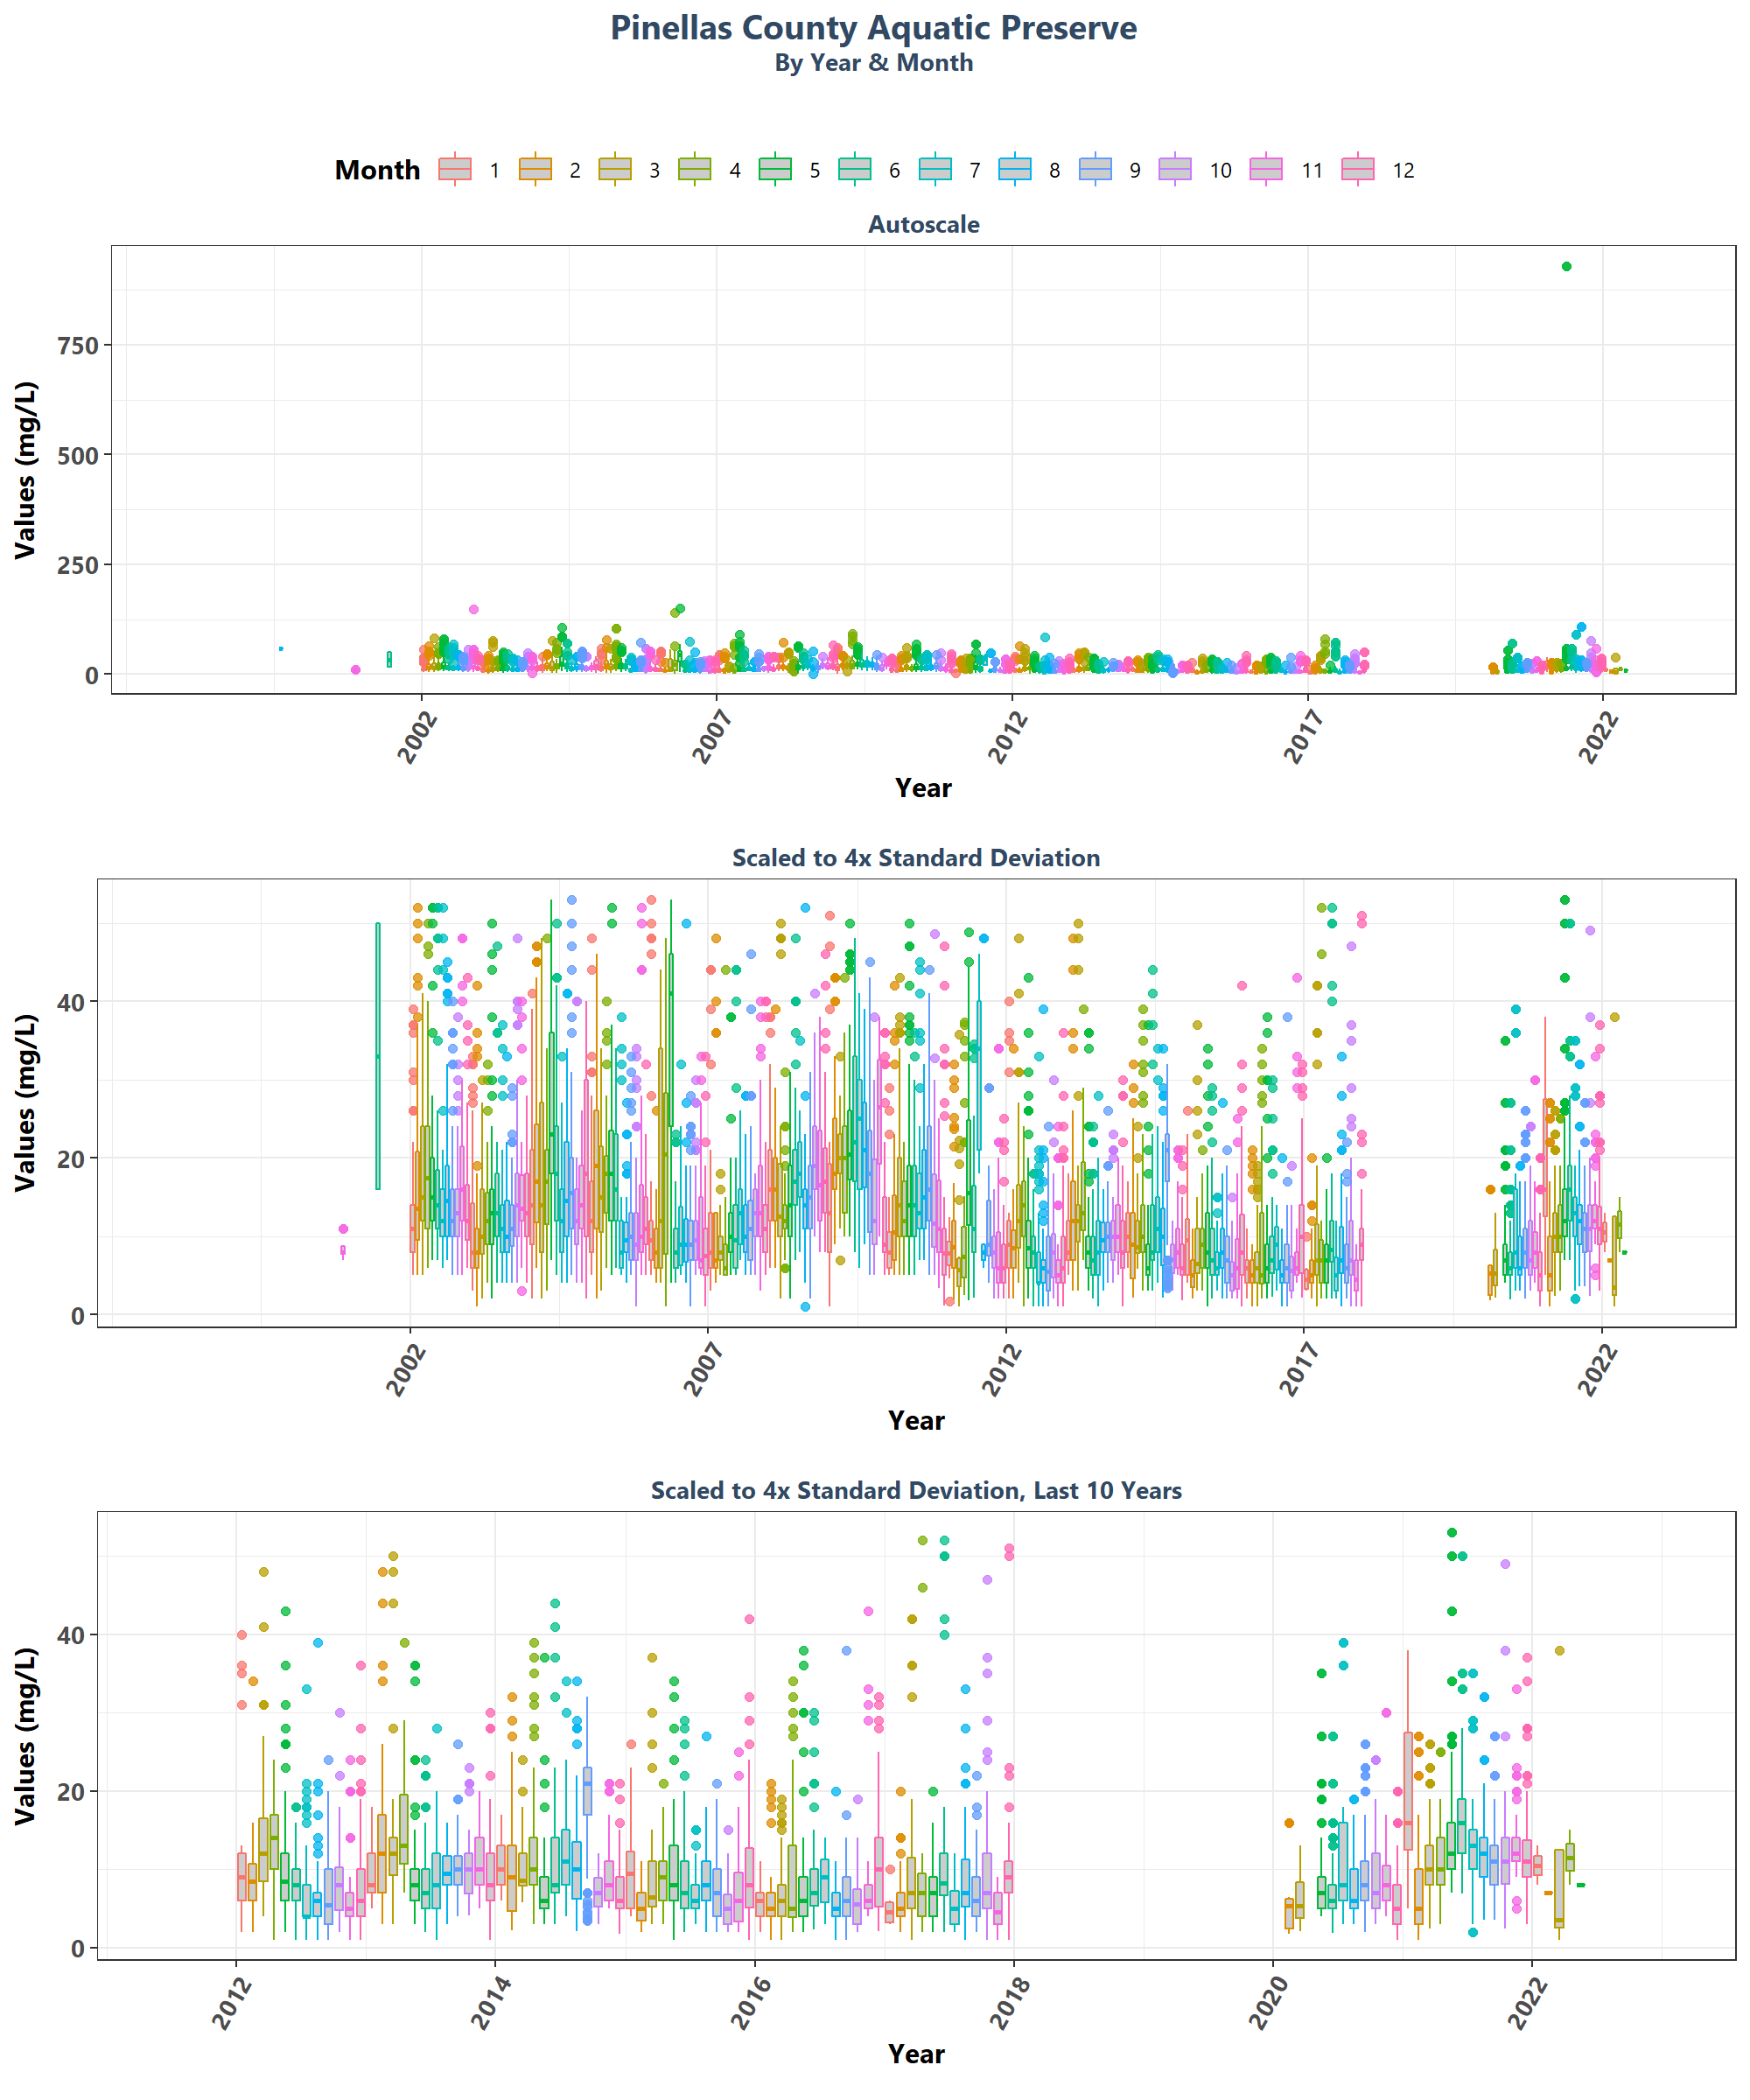 Pinellas County Aquatic Preserve
By Year & Month
Month 1 2 3 4 5 6 7 8 9 10 11 12
Autoscale
Values (mg/L)
750
500
250
0
2002 2007 2012 2017 2022
Year
Scaled to 4x Standard Deviation
Values (mg/L)
40
20
0
2002 2007 2012 2017 2022
Year
Scaled to 4x Standard Deviation, Last 10 Years
Values (mg/L)
40
20
0
2012 2014 2016 2018 2020 2022
Year